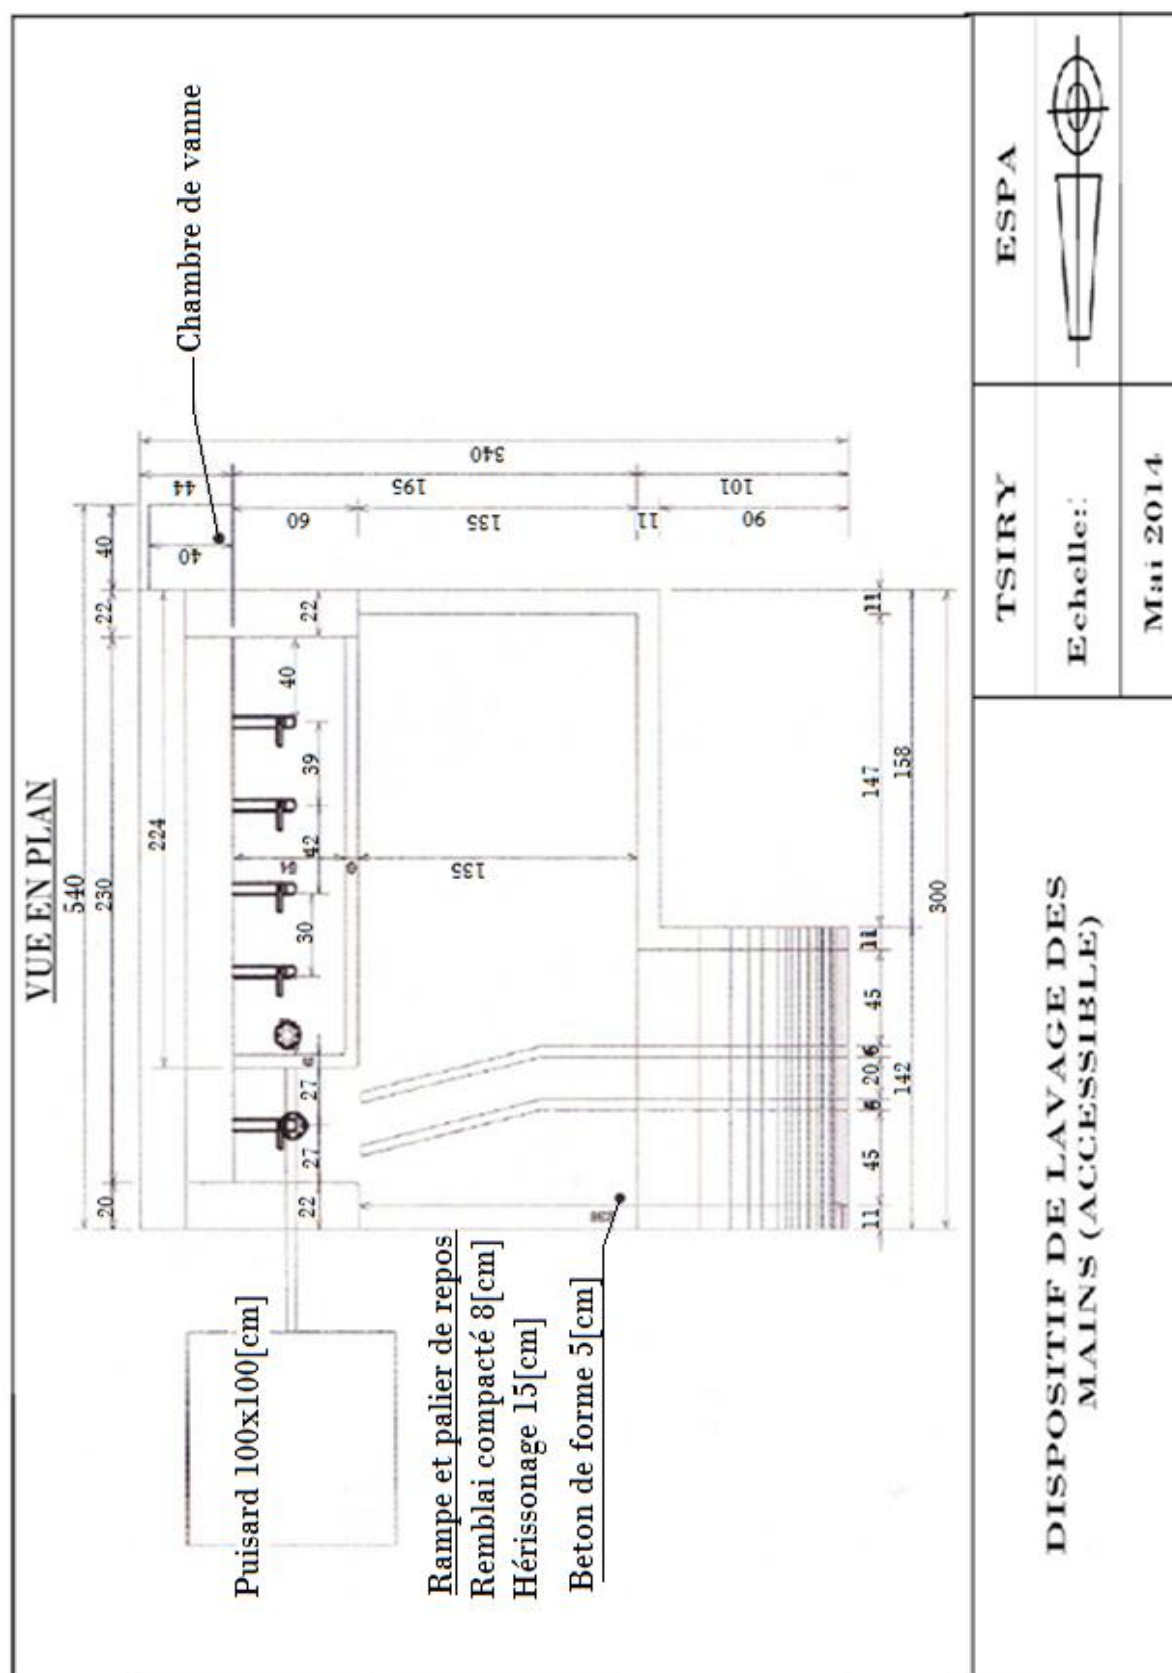 VUE EN PLAN
540
20
230
22
40
224
44
40
Chambre de vanne
340
195
101
60
135
11
90
22
40
39
42
30
27
27
22
135
11
45
6
20
6
45
11
147
11
142
158
300
Puisard 100x100[cm]
Rampe et palier de repos
Remblai compacté 8[cm]
Hérissonage 15[cm]
Beton de forme 5[cm]
DISPOSITIF DE LAVAGE DES
MAINS (ACCESSIBLE)
TSIRY
Echelle::
Mai 2014
ESPA